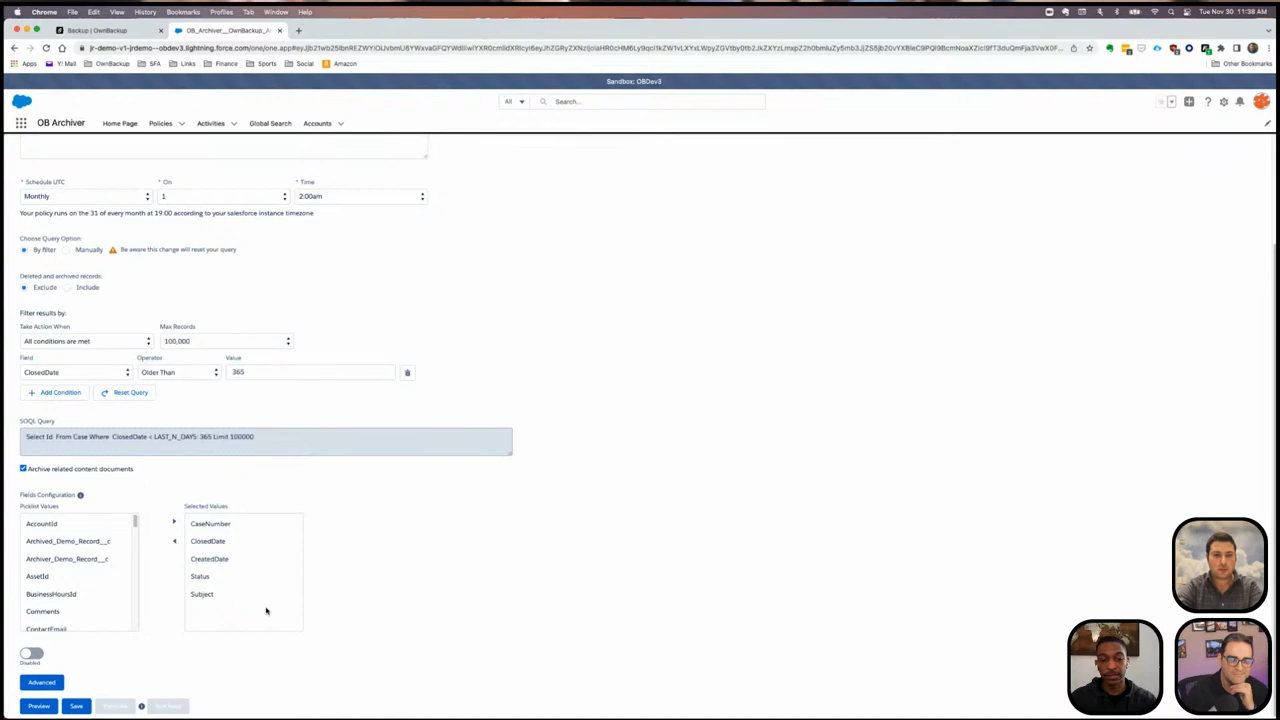 Chrome File Edit View History Bookmarks Profiles Tab Window Help Tue Nov 30 11:38 AM
Backup | OwnBackup OB_Archiver__OwnBackup_A
Apps Y! Mail OwnBackup SFA Links Finance Sports Social Amazon Other Bookmarks
Sandbox: OBDev3
All Search...
OB Archiver Home Page Policies Activities Global Search Accounts
* Schedule UTC * On * Time
Monthly 1 2:00am
Your policy runs on the 31 of every month at 19:00 according to your salesforce instance timezone
Choose Query Option:
By filter Manually Be aware this change will reset your query
Deleted and archived records:
Exclude Include
Filter results by:
Take Action When Max Records
All conditions are met 100,000
Field Operator Value
ClosedDate Older Than 365
Add Condition Reset Query
SOQL Query
Select Id From Case Where ClosedDate < LAST_N_DAYS: 365 Limit 100000
Archive related content documents
Fields Configuration
Picklist Values Selected Values
AccountId CaseNumber
Archived_Demo_Record__c ClosedDate
Archiver_Demo_Record__c CreatedDate
AssetId Status
BusinessHoursId Subject
Comments
ContactEmail
Disabled
Advanced
Preview Save